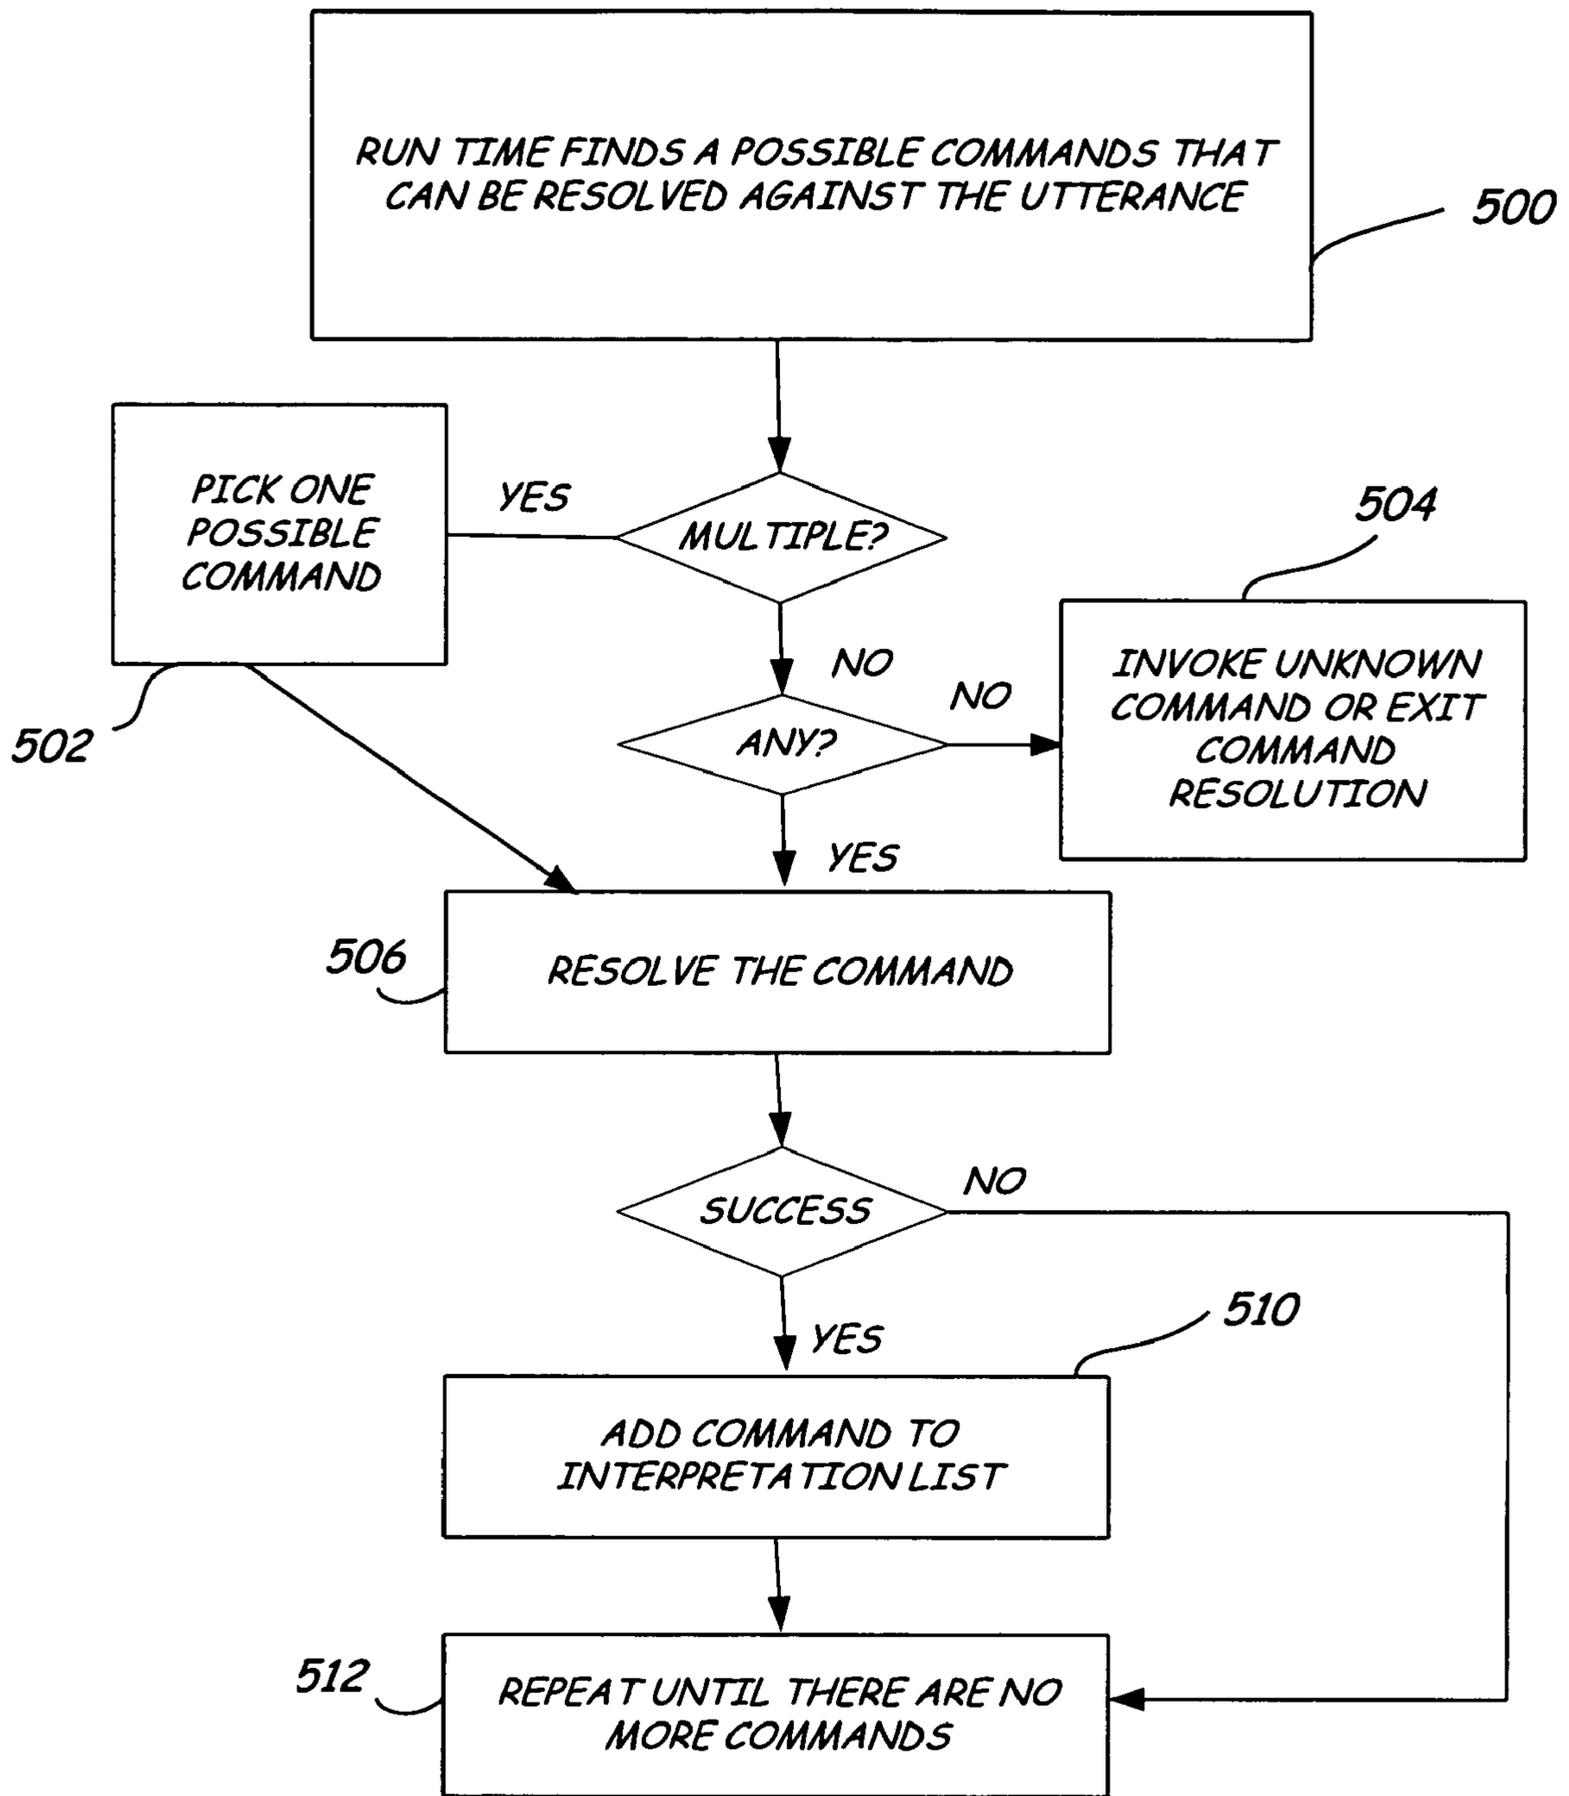 RUN TIME FINDS A POSSIBLE COMMANDS THAT
CAN BE RESOLVED AGAINST THE UTTERANCE
500
PICK ONE
POSSIBLE
COMMAND
YES
MULTIPLE?
504
502
NO
NO
ANY?
INVOKE UNKNOWN
COMMAND OR EXIT
COMMAND
RESOLUTION
YES
506
RESOLVE THE COMMAND
SUCCESS
NO
YES
510
ADD COMMAND TO
INTERPRETATION LIST
512
REPEAT UNTIL THERE ARE NO
MORE COMMANDS